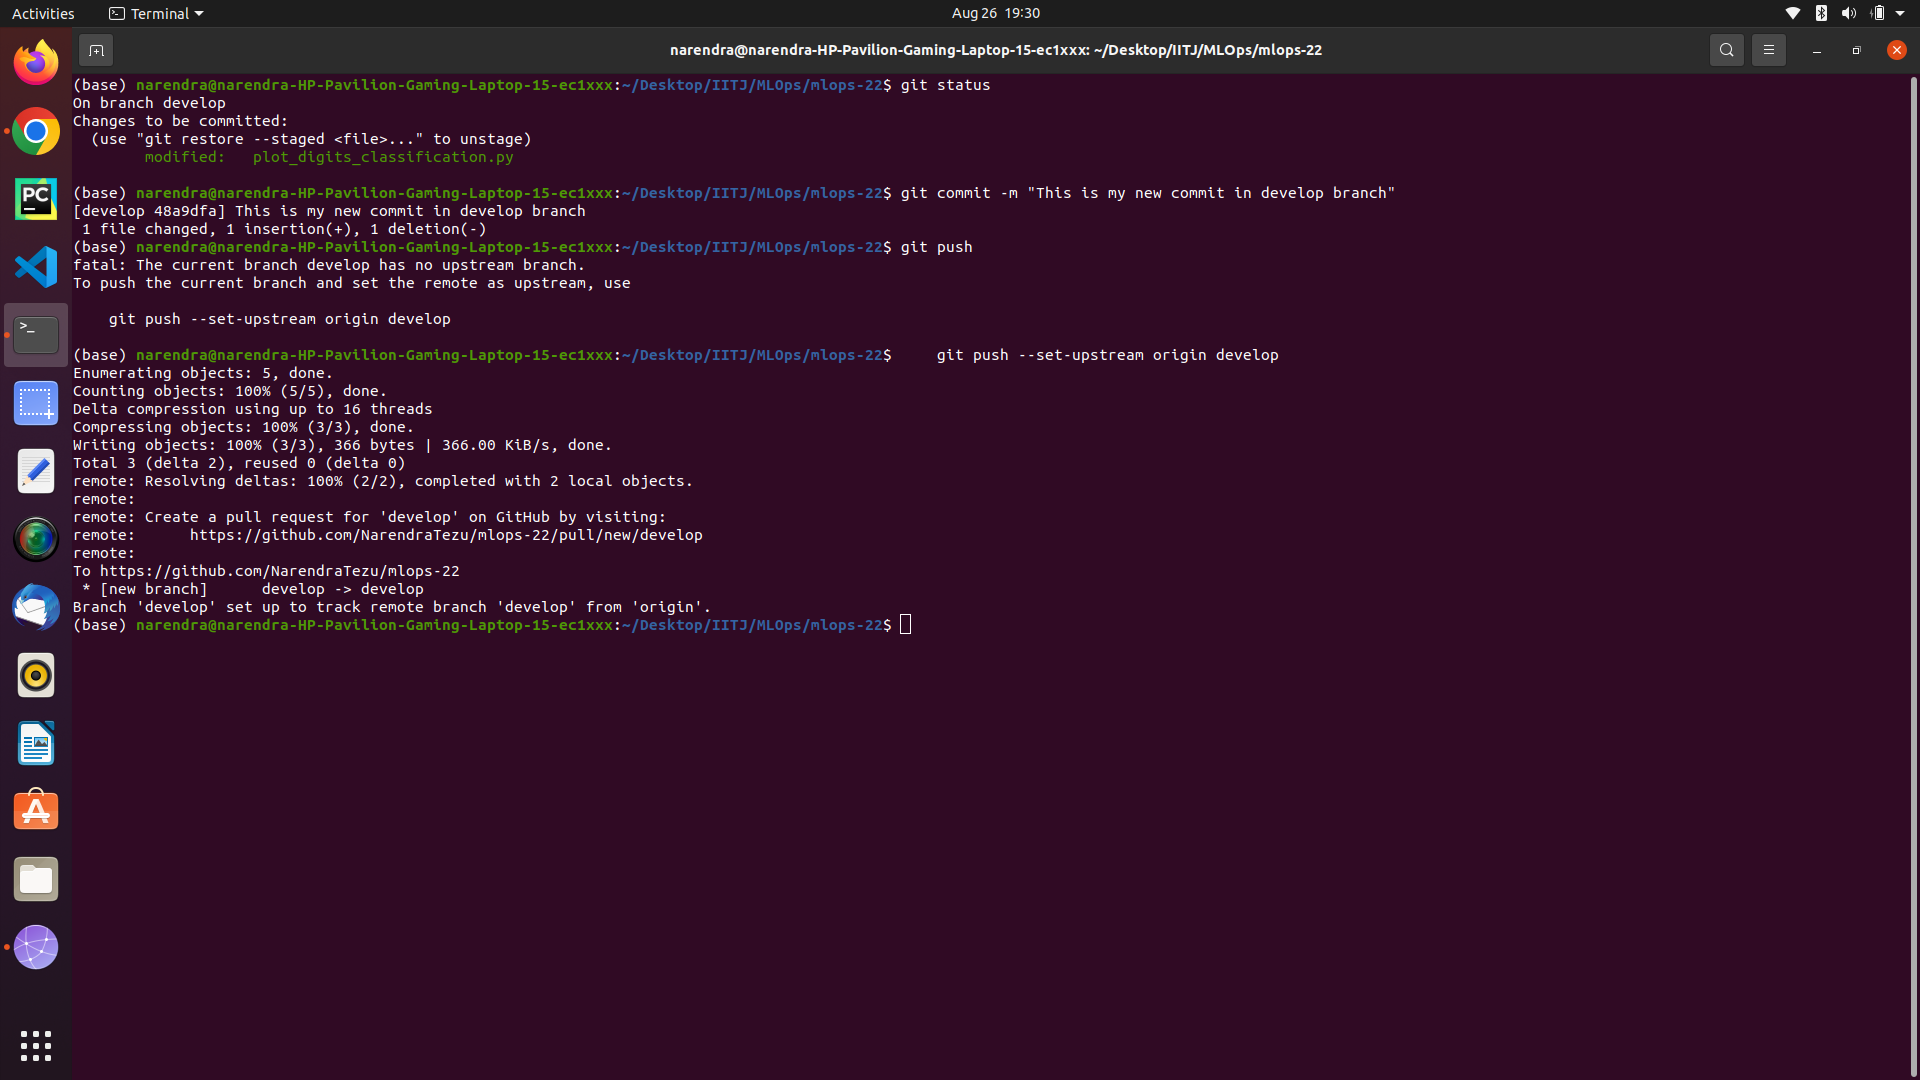 Activities Terminal Aug 26 19:30
narendra@narendra-HP-Pavilion-Gaming-Laptop-15-ec1xxx: ~/Desktop/IITJ/MLOps/mlops-22
(base) narendra@narendra-HP-Pavilion-Gaming-Laptop-15-ec1xxx:~/Desktop/IITJ/MLOps/mlops-22$ git status
On branch develop
Changes to be committed:
  (use "git restore --staged <file>..." to unstage)
        modified:   plot_digits_classification.py
(base) narendra@narendra-HP-Pavilion-Gaming-Laptop-15-ec1xxx:~/Desktop/IITJ/MLOps/mlops-22$ git commit -m "This is my new commit in develop branch"
[develop 48a9dfa] This is my new commit in develop branch
 1 file changed, 1 insertion(+), 1 deletion(-)
(base) narendra@narendra-HP-Pavilion-Gaming-Laptop-15-ec1xxx:~/Desktop/IITJ/MLOps/mlops-22$ git push
fatal: The current branch develop has no upstream branch.
To push the current branch and set the remote as upstream, use
    git push --set-upstream origin develop
(base) narendra@narendra-HP-Pavilion-Gaming-Laptop-15-ec1xxx:~/Desktop/IITJ/MLOps/mlops-22$     git push --set-upstream origin develop
Enumerating objects: 5, done.
Counting objects: 100% (5/5), done.
Delta compression using up to 16 threads
Compressing objects: 100% (3/3), done.
Writing objects: 100% (3/3), 366 bytes | 366.00 KiB/s, done.
Total 3 (delta 2), reused 0 (delta 0)
remote: Resolving deltas: 100% (2/2), completed with 2 local objects.
remote:
remote: Create a pull request for 'develop' on GitHub by visiting:
remote:      https://github.com/NarendraTezu/mlops-22/pull/new/develop
remote:
To https://github.com/NarendraTezu/mlops-22
 * [new branch]      develop -> develop
Branch 'develop' set up to track remote branch 'develop' from 'origin'.
(base) narendra@narendra-HP-Pavilion-Gaming-Laptop-15-ec1xxx:~/Desktop/IITJ/MLOps/mlops-22$
PC
>_